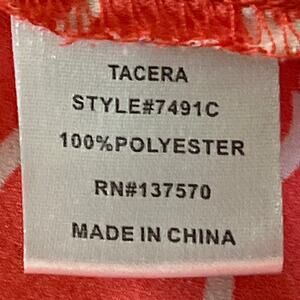 TACERA
STYLE#7491C
100%POLYESTER
RN#137570
MADE IN CHINA